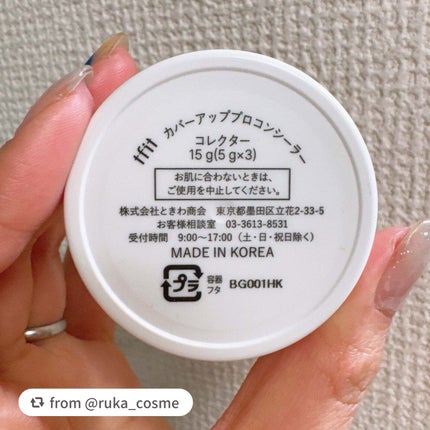 tfit カバーアッププロコンシーラー
コレクター
15 g(5 g×3)
お肌に合わないときは、
ご使用を中止してください。
株式会社ときわ商会 東京都墨田区立花2-33-5
お客様相談室 03-3613-8531
受付時間 9:00〜17:00（土・日・祝日除く）
MADE IN KOREA
プラ 容器
フタ
BG001HK
from @ruka_cosme